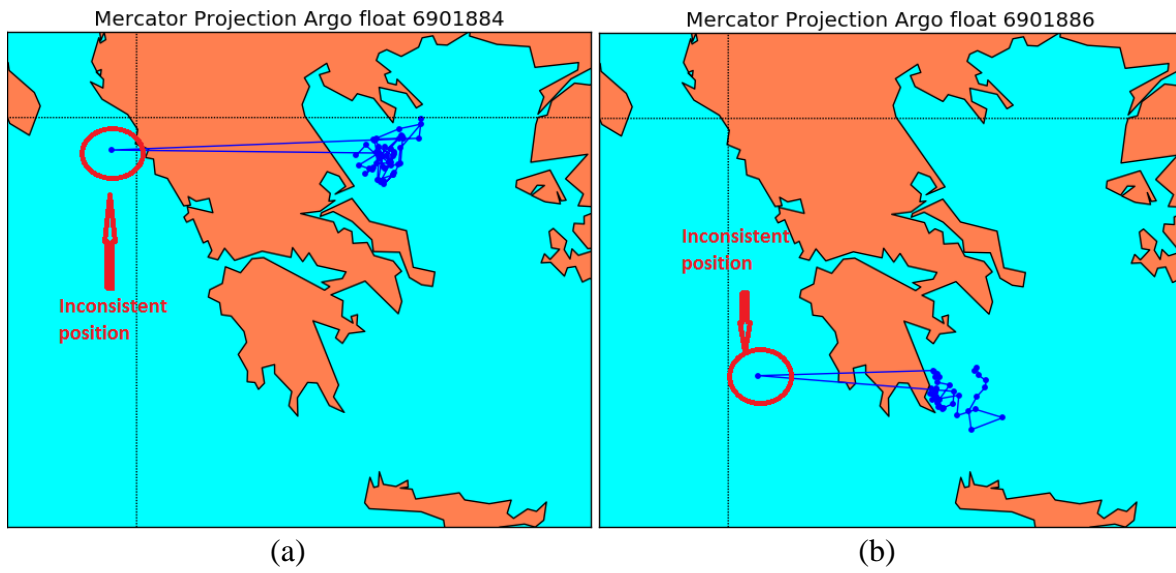 Mercator Projection Argo float 6901884
Inconsistent
position
(a)
Mercator Projection Argo float 6901886
Inconsistent
position
(b)